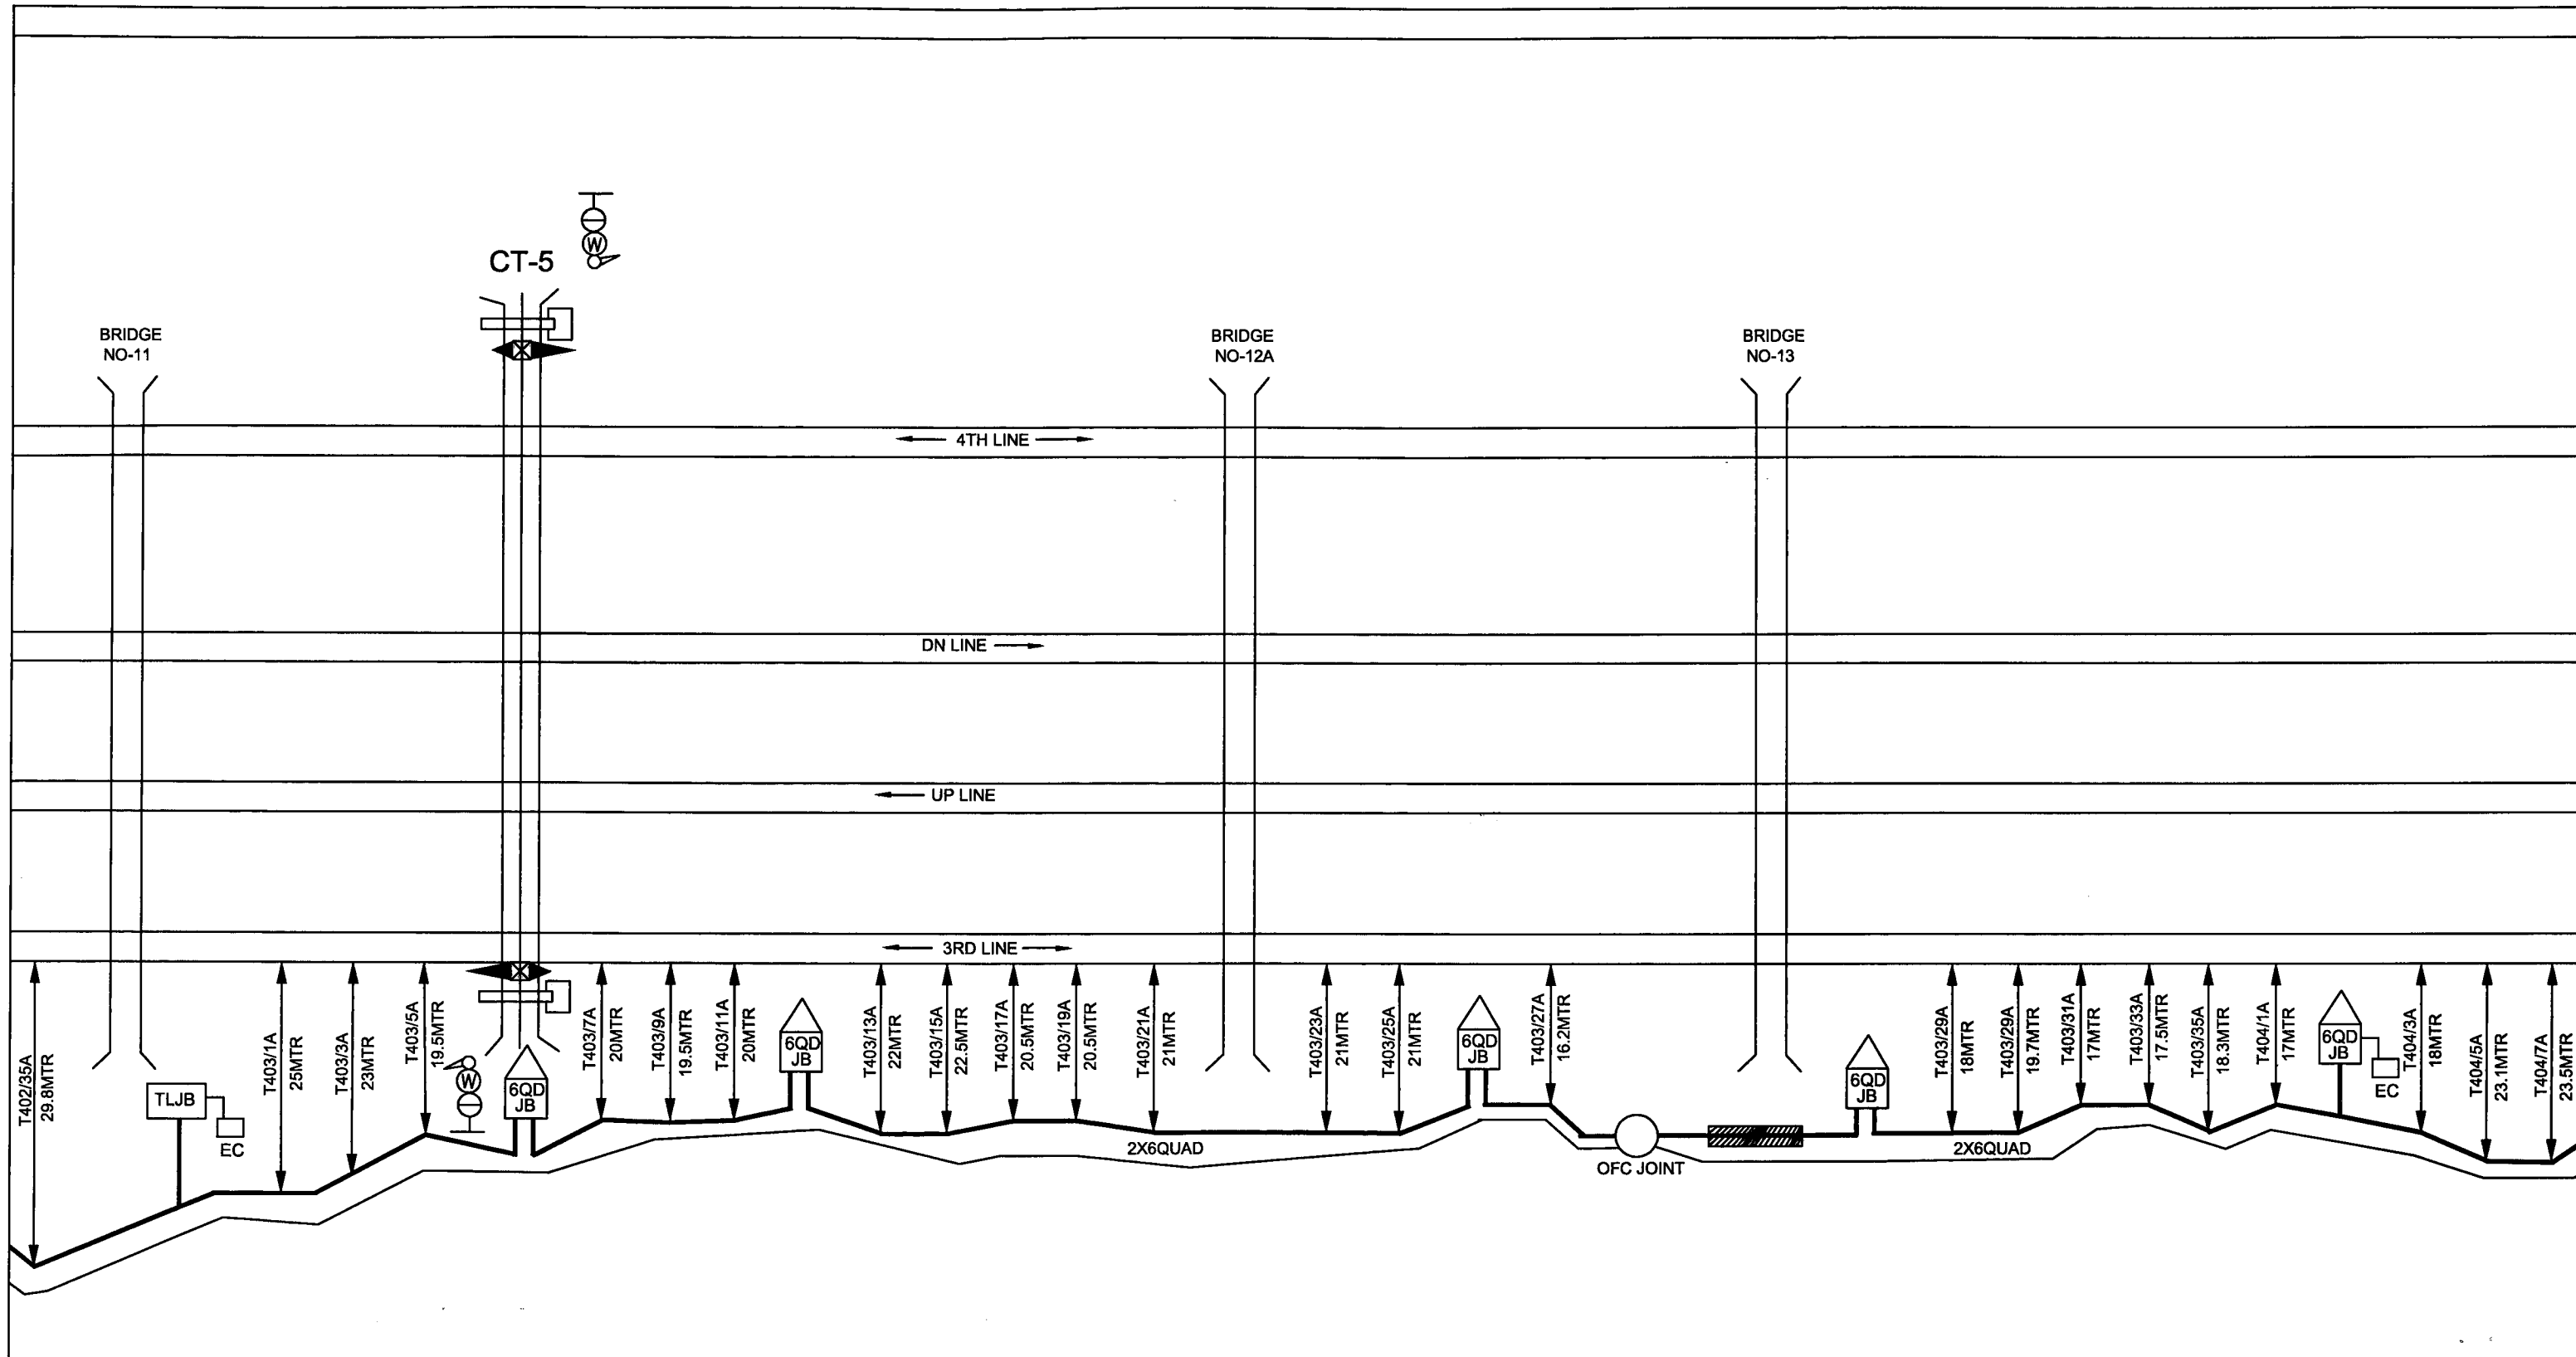 CT-5
W
BRIDGE
NO-11
BRIDGE
NO-12A
BRIDGE
NO-13
4TH LINE
DN LINE
UP LINE
3RD LINE
T402/35A
29.8MTR
TLJB
EC
T403/1A
25MTR
T403/3A
23MTR
T403/5A
19.5MTR
W
6QD
JB
T403/7A
20MTR
T403/9A
19.5MTR
T403/11A
20MTR
6QD
JB
T403/13A
22MTR
T403/15A
22.5MTR
T403/17A
20.5MTR
T403/19A
20.5MTR
T403/21A
21MTR
2X6QUAD
T403/23A
21MTR
T403/25A
21MTR
6QD
JB
T403/27A
16.2MTR
OFC JOINT
6QD
JB
T403/29A
18MTR
T403/29A
19.7MTR
2X6QUAD
T403/31A
17MTR
T403/33A
17.5MTR
T403/35A
18.3MTR
T404/1A
17MTR
6QD
JB
EC
T404/3A
18MTR
T404/5A
23.1MTR
T404/7A
23.5MTR